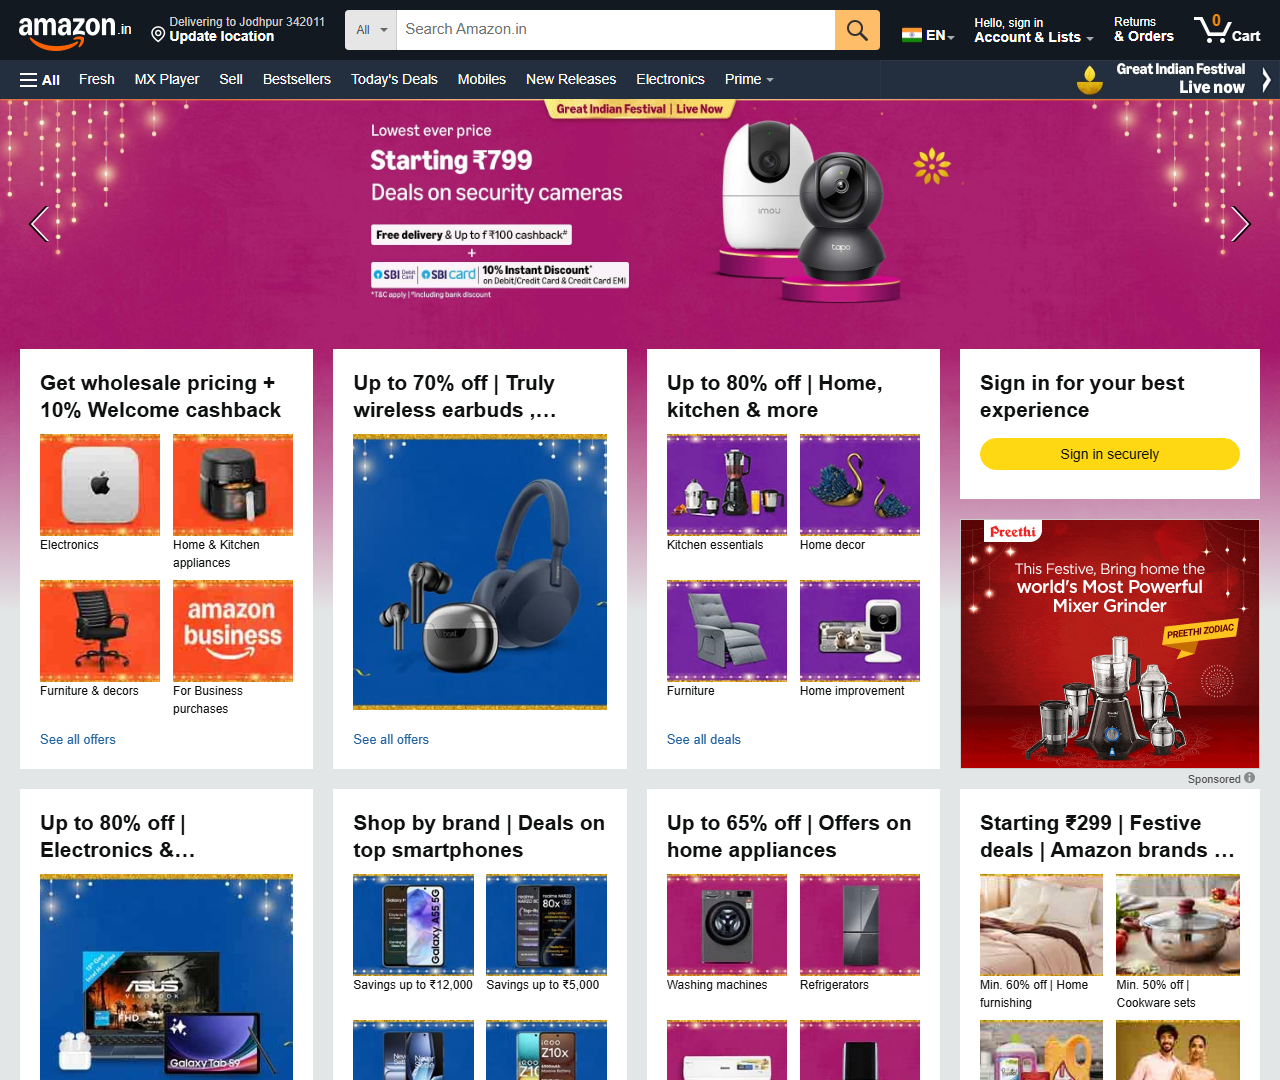 amazon.in
Delivering to Jodhpur 342011
Update location
All
Search Amazon.in
EN
Hello, sign in
Account & Lists
Returns
& Orders
0
Cart
All
Fresh
MX Player
Sell
Bestsellers
Today's Deals
Mobiles
New Releases
Electronics
Prime
Great Indian Festival
Live now
Great Indian Festival | Live Now
Lowest ever price
Starting ₹799
Deals on security cameras
Free delivery & Up to f ₹100 cashback#
+
SBI Debit Card | SBI card | 10% Instant Discount*
on Debit/Credit Card & Credit Card EMI
*T&C apply | #Including bank discount
imou
tapo
Get wholesale pricing +
10% Welcome cashback
Electronics
Home & Kitchen
appliances
amazon
business
Furniture & decors
For Business
purchases
See all offers
Up to 70% off | Truly
wireless earbuds ,…
boat
See all offers
Up to 80% off | Home,
kitchen & more
Kitchen essentials
Home decor
Furniture
Home improvement
See all deals
Sign in for your best
experience
Sign in securely
Preethi
This Festive, Bring home the
world's Most Powerful
Mixer Grinder
PREETHI ZODIAC
Sponsored
Up to 80% off |
Electronics &…
13th Gen
Intel H-Series
ASUS
VIVOBOOK
FHD
Galaxy Tab S9
Shop by brand | Deals on
top smartphones
Galaxy A55 5G
realme
NARZO
80x
Savings up to ₹12,000
Savings up to ₹5,000
Never
Settle
iQOO
Z10x
Up to 65% off | Offers on
home appliances
Washing machines
Refrigerators
Starting ₹299 | Festive
deals | Amazon brands …
Min. 60% off | Home
furnishing
Min. 50% off |
Cookware sets